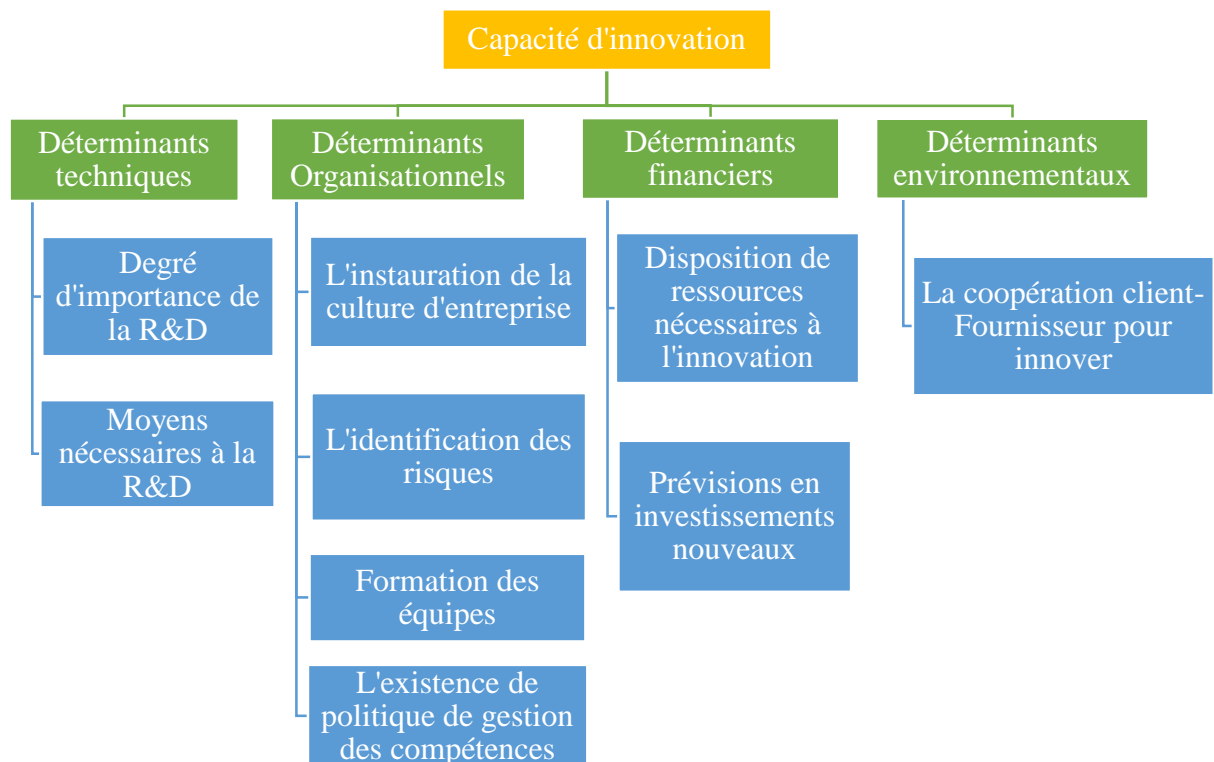 Capacité d'innovation
Déterminants
techniques
Degré
d'importance de
la R&D
Moyens
nécessaires à la
R&D
Déterminants
Organisationnels
L'instauration de la
culture d'entreprise
L'identification des
risques
Formation des
équipes
L'existence de
politique de gestion
des compétences
Déterminants
financiers
Disposition de
ressources
nécessaires à
l'innovation
Prévisions en
investissements
nouveaux
Déterminants
environnementaux
La coopération client-
Fournisseur pour
innover